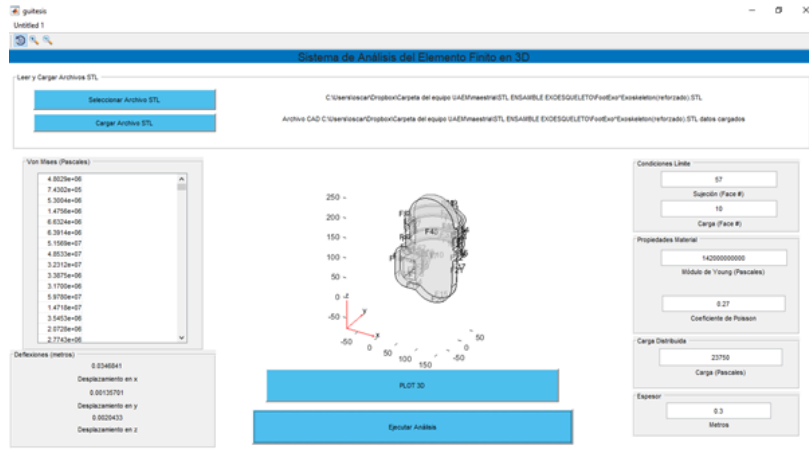 guitesis
Untitled 1
Sistema de Análisis del Elemento Finito en 3D
Leer y Cargar Archivos STL
Seleccionar Archivo STL
C:\Users\oscar\Dropbox\Carpeta del equipo UAEM\maestria\STL ENSAMBLE EXOESQUELETO\FootExo^Exoskeleton(reforzado).STL
Cargar Archivo STL
Archivo CAD C:\Users\oscar\Dropbox\Carpeta del equipo UAEM\maestria\STL ENSAMBLE EXOESQUELETO\FootExo^Exoskeleton(reforzado).STL datos cargados
Von Mises (Pascales)
4.8029e+06
7.4302e+05
5.3004e+06
1.4756e+06
6.6324e+06
6.3914e+06
5.1569e+07
4.8533e+07
3.2312e+07
3.3875e+06
3.1700e+06
5.9780e+07
1.4718e+07
3.5453e+06
2.0728e+06
2.7743e+06
Deflexiones (metros)
0.0346841
Desplazamiento en x
0.00135701
Desplazamiento en y
0.0020433
Desplazamiento en z
250
200
150
100
50
0
-50
z
y
x
F40
-50
0
50
100
150
50
0
-50
PLOT 3D
Ejecutar Análisis
Condiciones Límite
57
Sujeción (Face #)
10
Carga (Face #)
Propiedades Material
142000000000
Módulo de Young (Pascales)
0.27
Coeficiente de Poisson
Carga Distribuida
23750
Carga (Pascales)
Espesor
0.3
Metros